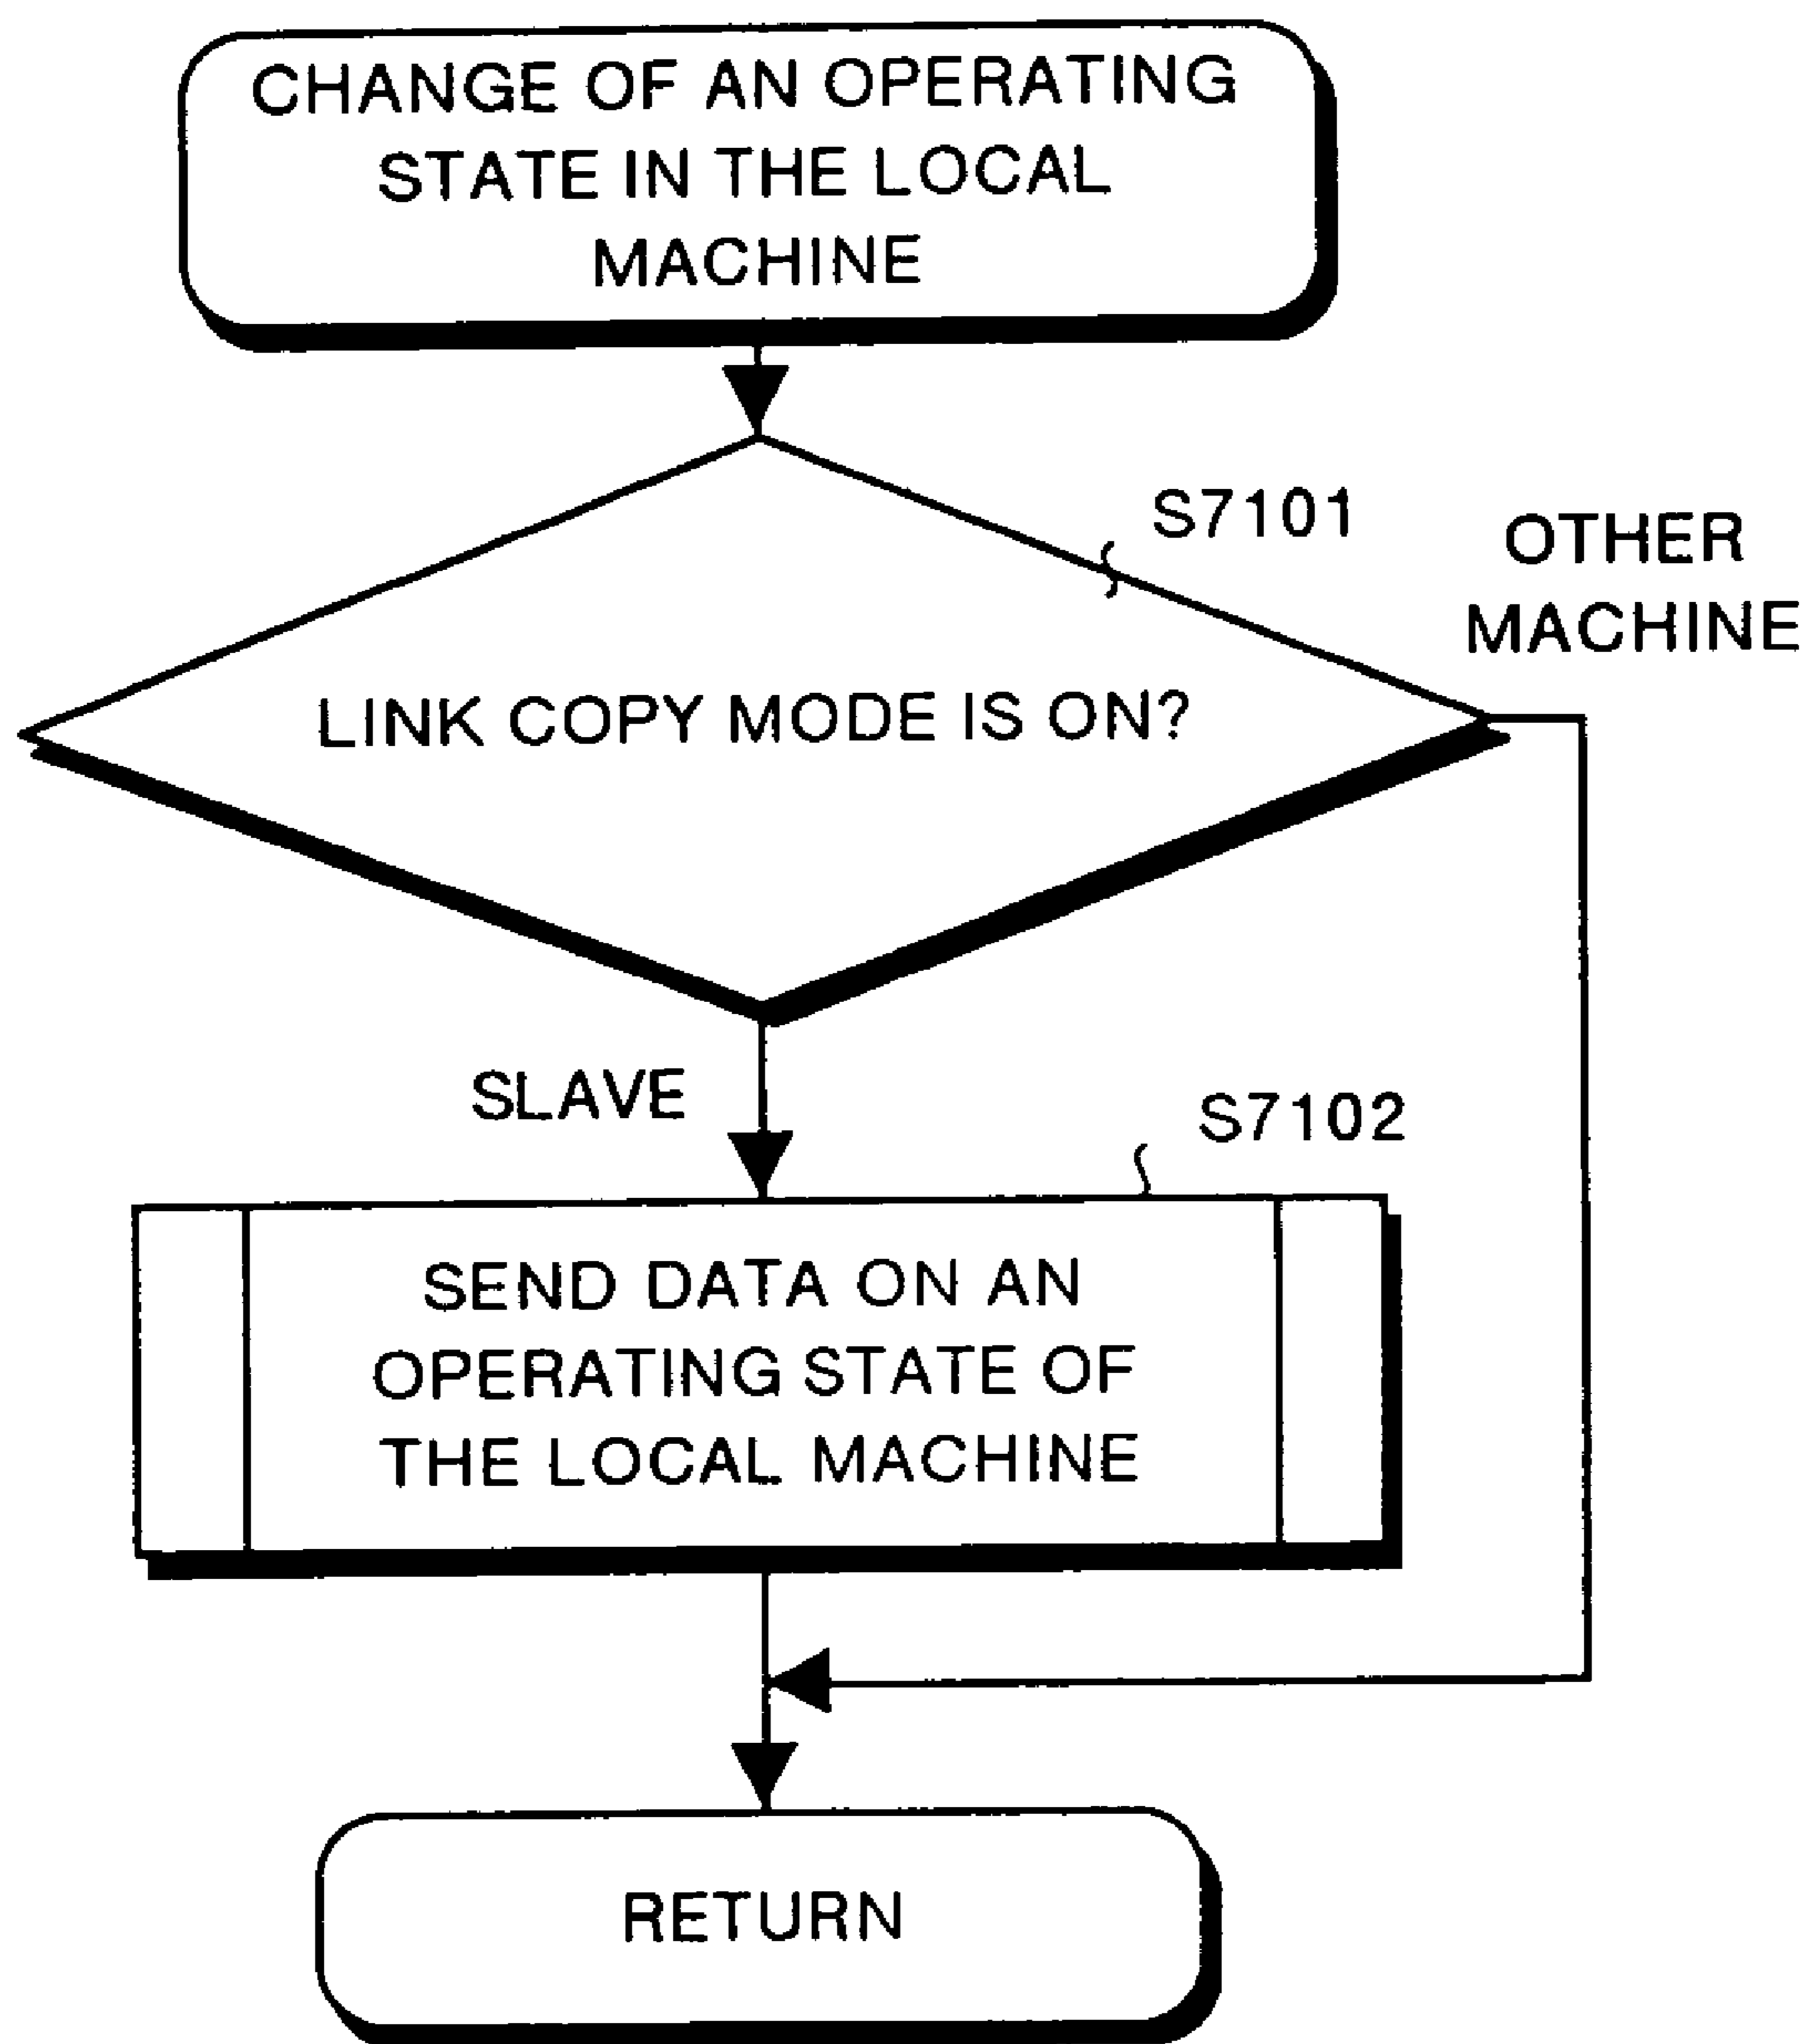 CHANGE OF AN OPERATING
STATE IN THE LOCAL
MACHINE
S7101
OTHER
MACHINE
LINK COPY MODE IS ON?
SLAVE
S7102
SEND DATA ON AN
OPERATING STATE OF
THE LOCAL MACHINE
RETURN